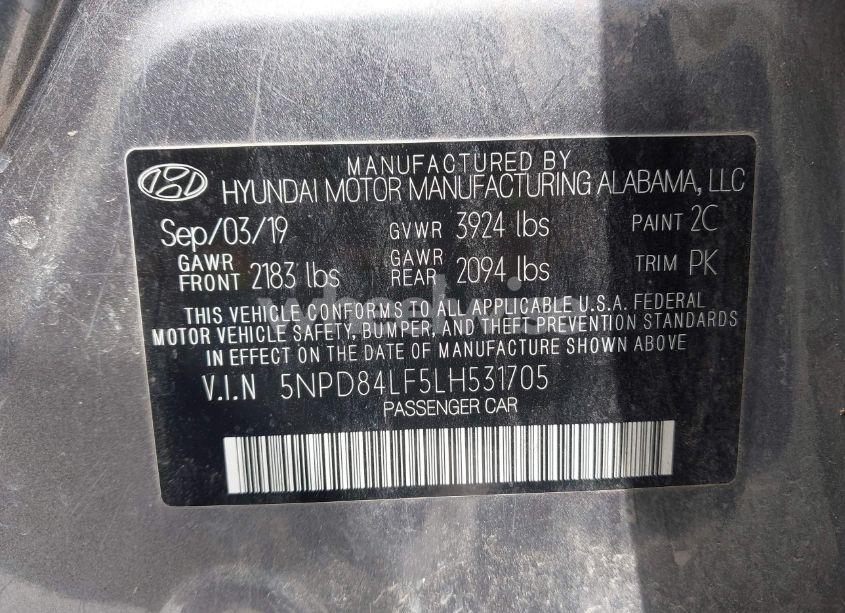 MANUFACTURED BY
HYUNDAI MOTOR MANUFACTURING ALABAMA, LLC
Sep/03/19 GVWR 3924 lbs PAINT 2C
GAWR FRONT 2183 lbs GAWR REAR 2094 lbs TRIM PK
THIS VEHICLE CONFORMS TO ALL APPLICABLE U.S.A. FEDERAL
MOTOR VEHICLE SAFETY, BUMPER, AND THEFT PREVENTION STANDARDS
IN EFFECT ON THE DATE OF MANUFACTURE SHOWN ABOVE
V.I.N 5NPD84LF5LH531705
PASSENGER CAR